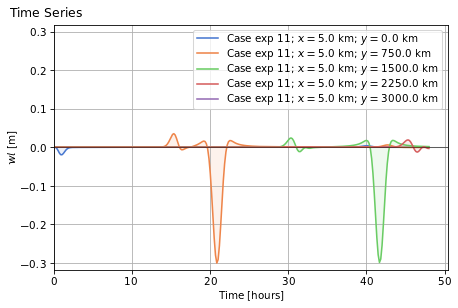 Time Series
Case exp 11; x = 5.0 km; y = 0.0 km
Case exp 11; x = 5.0 km; y = 750.0 km
Case exp 11; x = 5.0 km; y = 1500.0 km
Case exp 11; x = 5.0 km; y = 2250.0 km
Case exp 11; x = 5.0 km; y = 3000.0 km
wl [m]
0.3
0.2
0.1
0.0
−0.1
−0.2
−0.3
0 10 20 30 40 50
Time [hours]